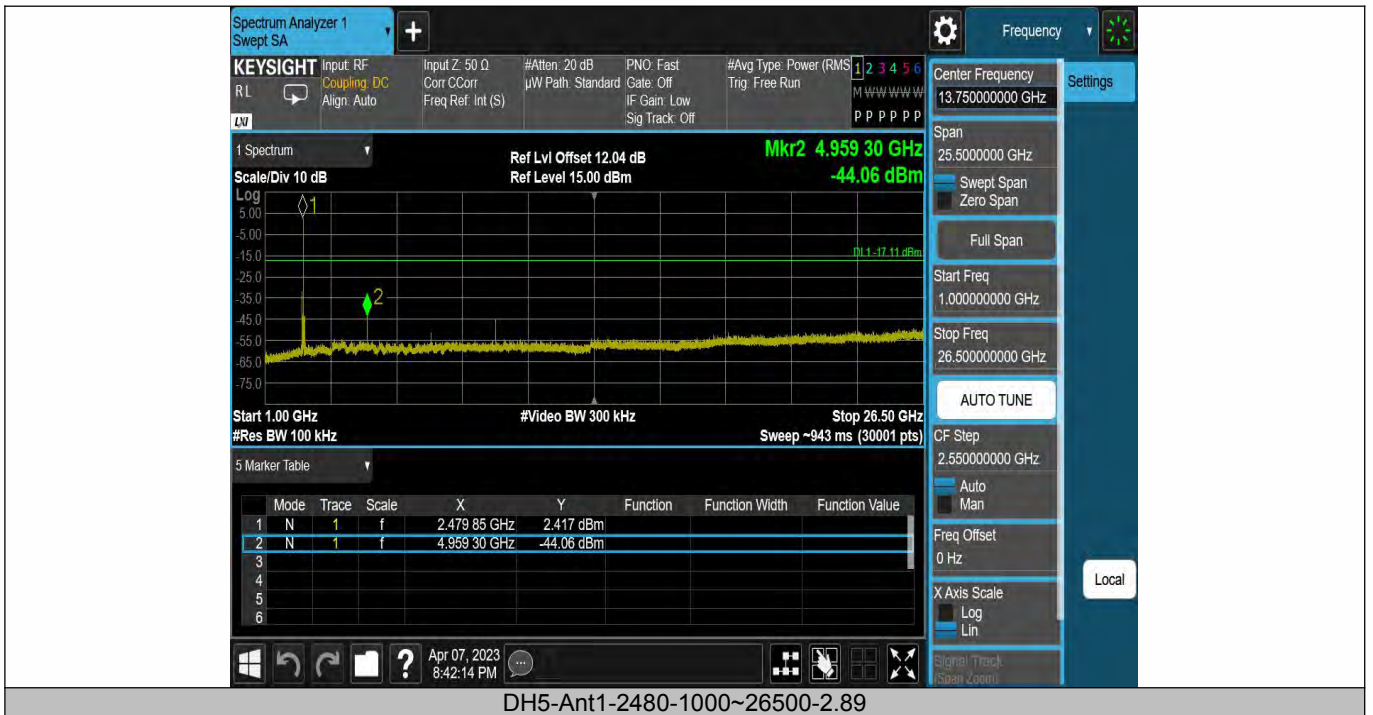 Spectrum Analyzer 1
Swept SA
+
Frequency
KEYSIGHT
RL
LXI
Input: RF
Coupling: DC
Align: Auto
Input Z: 50 Ω
Corr CCorr
Freq Ref: Int (S)
#Atten: 20 dB
µW Path: Standard
PNO: Fast
Gate: Off
IF Gain: Low
Sig Track: Off
#Avg Type: Power (RMS
Trig: Free Run
1 2 3 4 5 6
M W W W W W
P P P P P P
1 Spectrum
Scale/Div 10 dB
Ref Lvl Offset 12.04 dB
Ref Level 15.00 dBm
Mkr2 4.959 30 GHz
-44.06 dBm
Log
5.00
-5.00
-15.0
-25.0
-35.0
-45.0
-55.0
-65.0
-75.0
1
2
DL1 -17.11 dBm
Start 1.00 GHz
#Video BW 300 kHz
Stop 26.50 GHz
#Res BW 100 kHz
Sweep ~943 ms (30001 pts)
5 Marker Table
Mode Trace Scale X Y Function Function Width Function Value
1 N 1 f 2.479 85 GHz 2.417 dBm
2 N 1 f 4.959 30 GHz -44.06 dBm
3
4
5
6
?
Apr 07, 2023
8:42:14 PM
Center Frequency
13.750000000 GHz
Settings
Span
25.5000000 GHz
Swept Span
Zero Span
Full Span
Start Freq
1.000000000 GHz
Stop Freq
26.500000000 GHz
AUTO TUNE
CF Step
2.550000000 GHz
Auto
Man
Freq Offset
0 Hz
X Axis Scale
Log
Lin
Signal Track
(Span Zoom)
Local
DH5-Ant1-2480-1000~26500-2.89